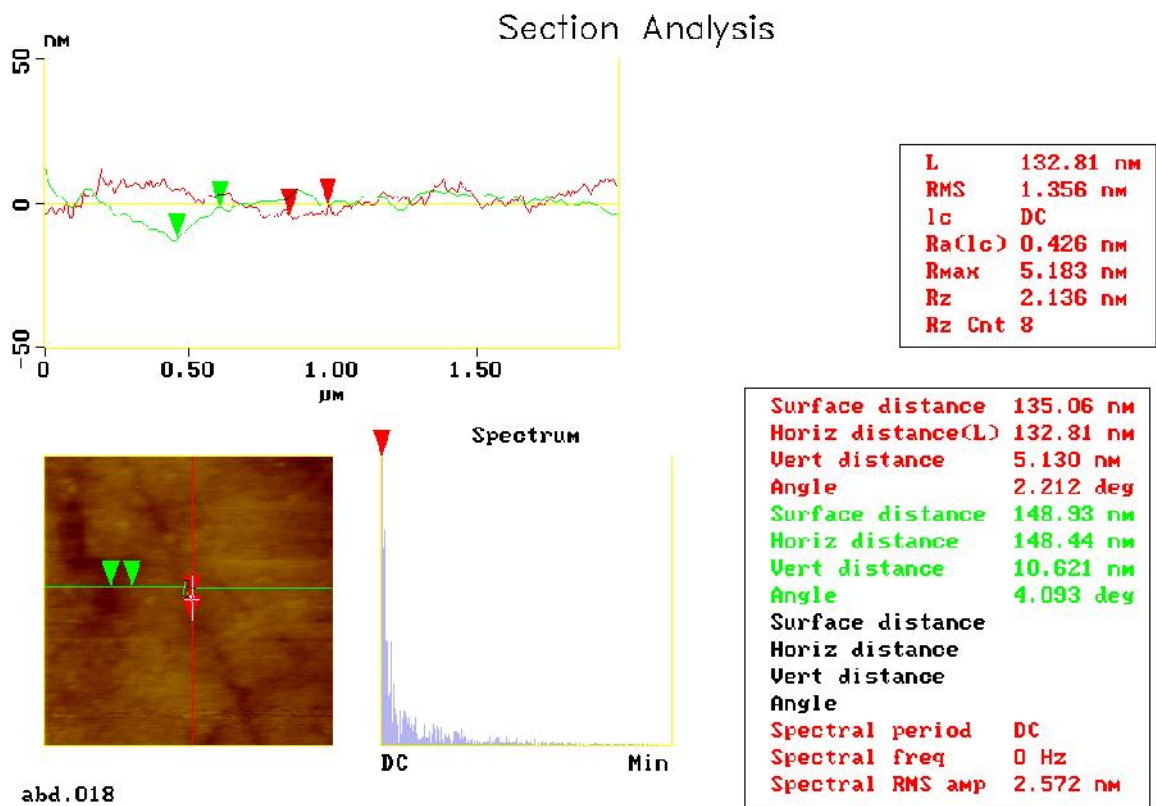 Section Analysis
nm
50
0
-50
0 0.50 1.00 1.50
µm
L 132.81 nm
RMS 1.356 nm
lc DC
Ra(lc) 0.426 nm
Rmax 5.183 nm
Rz 2.136 nm
Rz Cnt 8
Surface distance 135.06 nm
Horiz distance(L) 132.81 nm
Vert distance 5.130 nm
Angle 2.212 deg
Surface distance 148.93 nm
Horiz distance 148.44 nm
Vert distance 10.621 nm
Angle 4.093 deg
Surface distance
Horiz distance
Vert distance
Angle
Spectral period DC
Spectral freq 0 Hz
Spectral RMS amp 2.572 nm
Spectrum
DC Min
abd.018